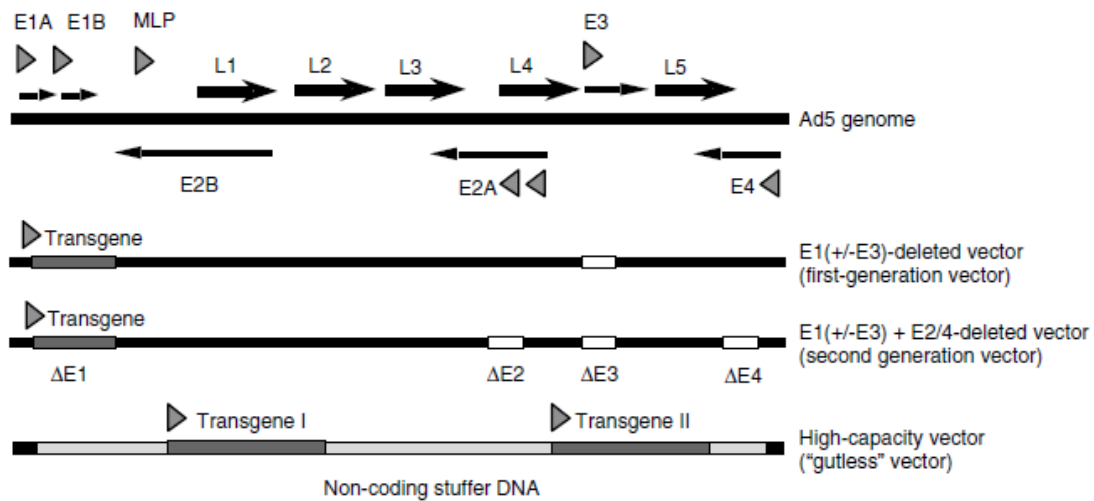 E1A E1B MLP E3
L1 L2 L3 L4 L5
Ad5 genome
E2B E2A E4
Transgene
E1(+/-E3)-deleted vector
(first-generation vector)
Transgene
E1(+/-E3) + E2/4-deleted vector
(second generation vector)
ΔE1 ΔE2 ΔE3 ΔE4
Transgene I Transgene II
High-capacity vector
("gutless" vector)
Non-coding stuffer DNA